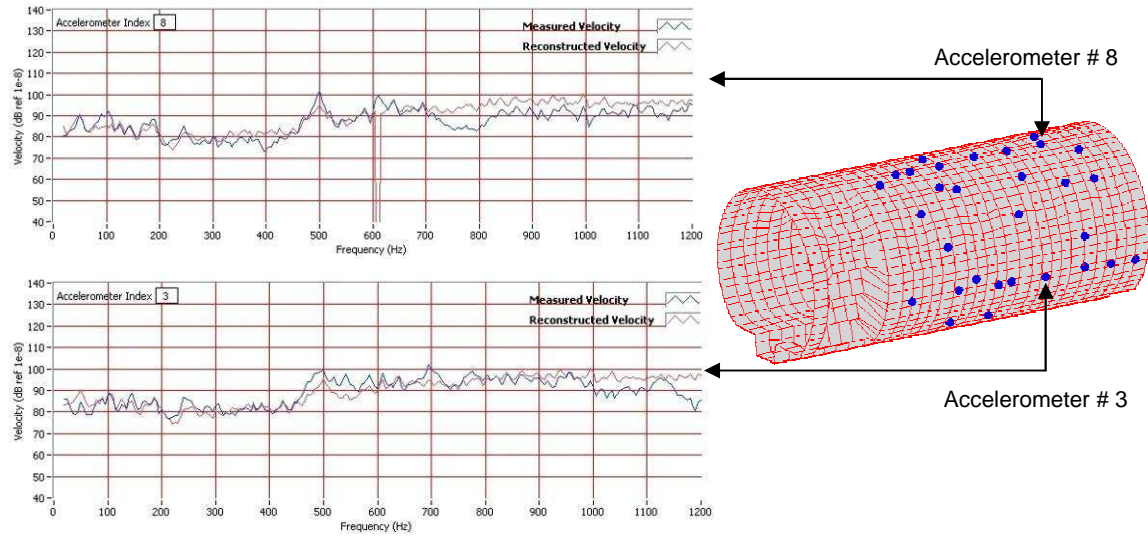 Accelerometer Index 8
Measured Velocity
Reconstructed Velocity
Velocity (dB ref 1e-8)
140
130
120
110
100
90
80
70
60
50
40
0 100 200 300 400 500 600 700 800 900 1000 1100 1200
Frequency (Hz)
Accelerometer # 8
Accelerometer Index 3
Measured Velocity
Reconstructed Velocity
Velocity (dB ref 1e-8)
140
130
120
110
100
90
80
70
60
50
40
0 100 200 300 400 500 600 700 800 900 1000 1100 1200
Frequency (Hz)
Accelerometer # 3